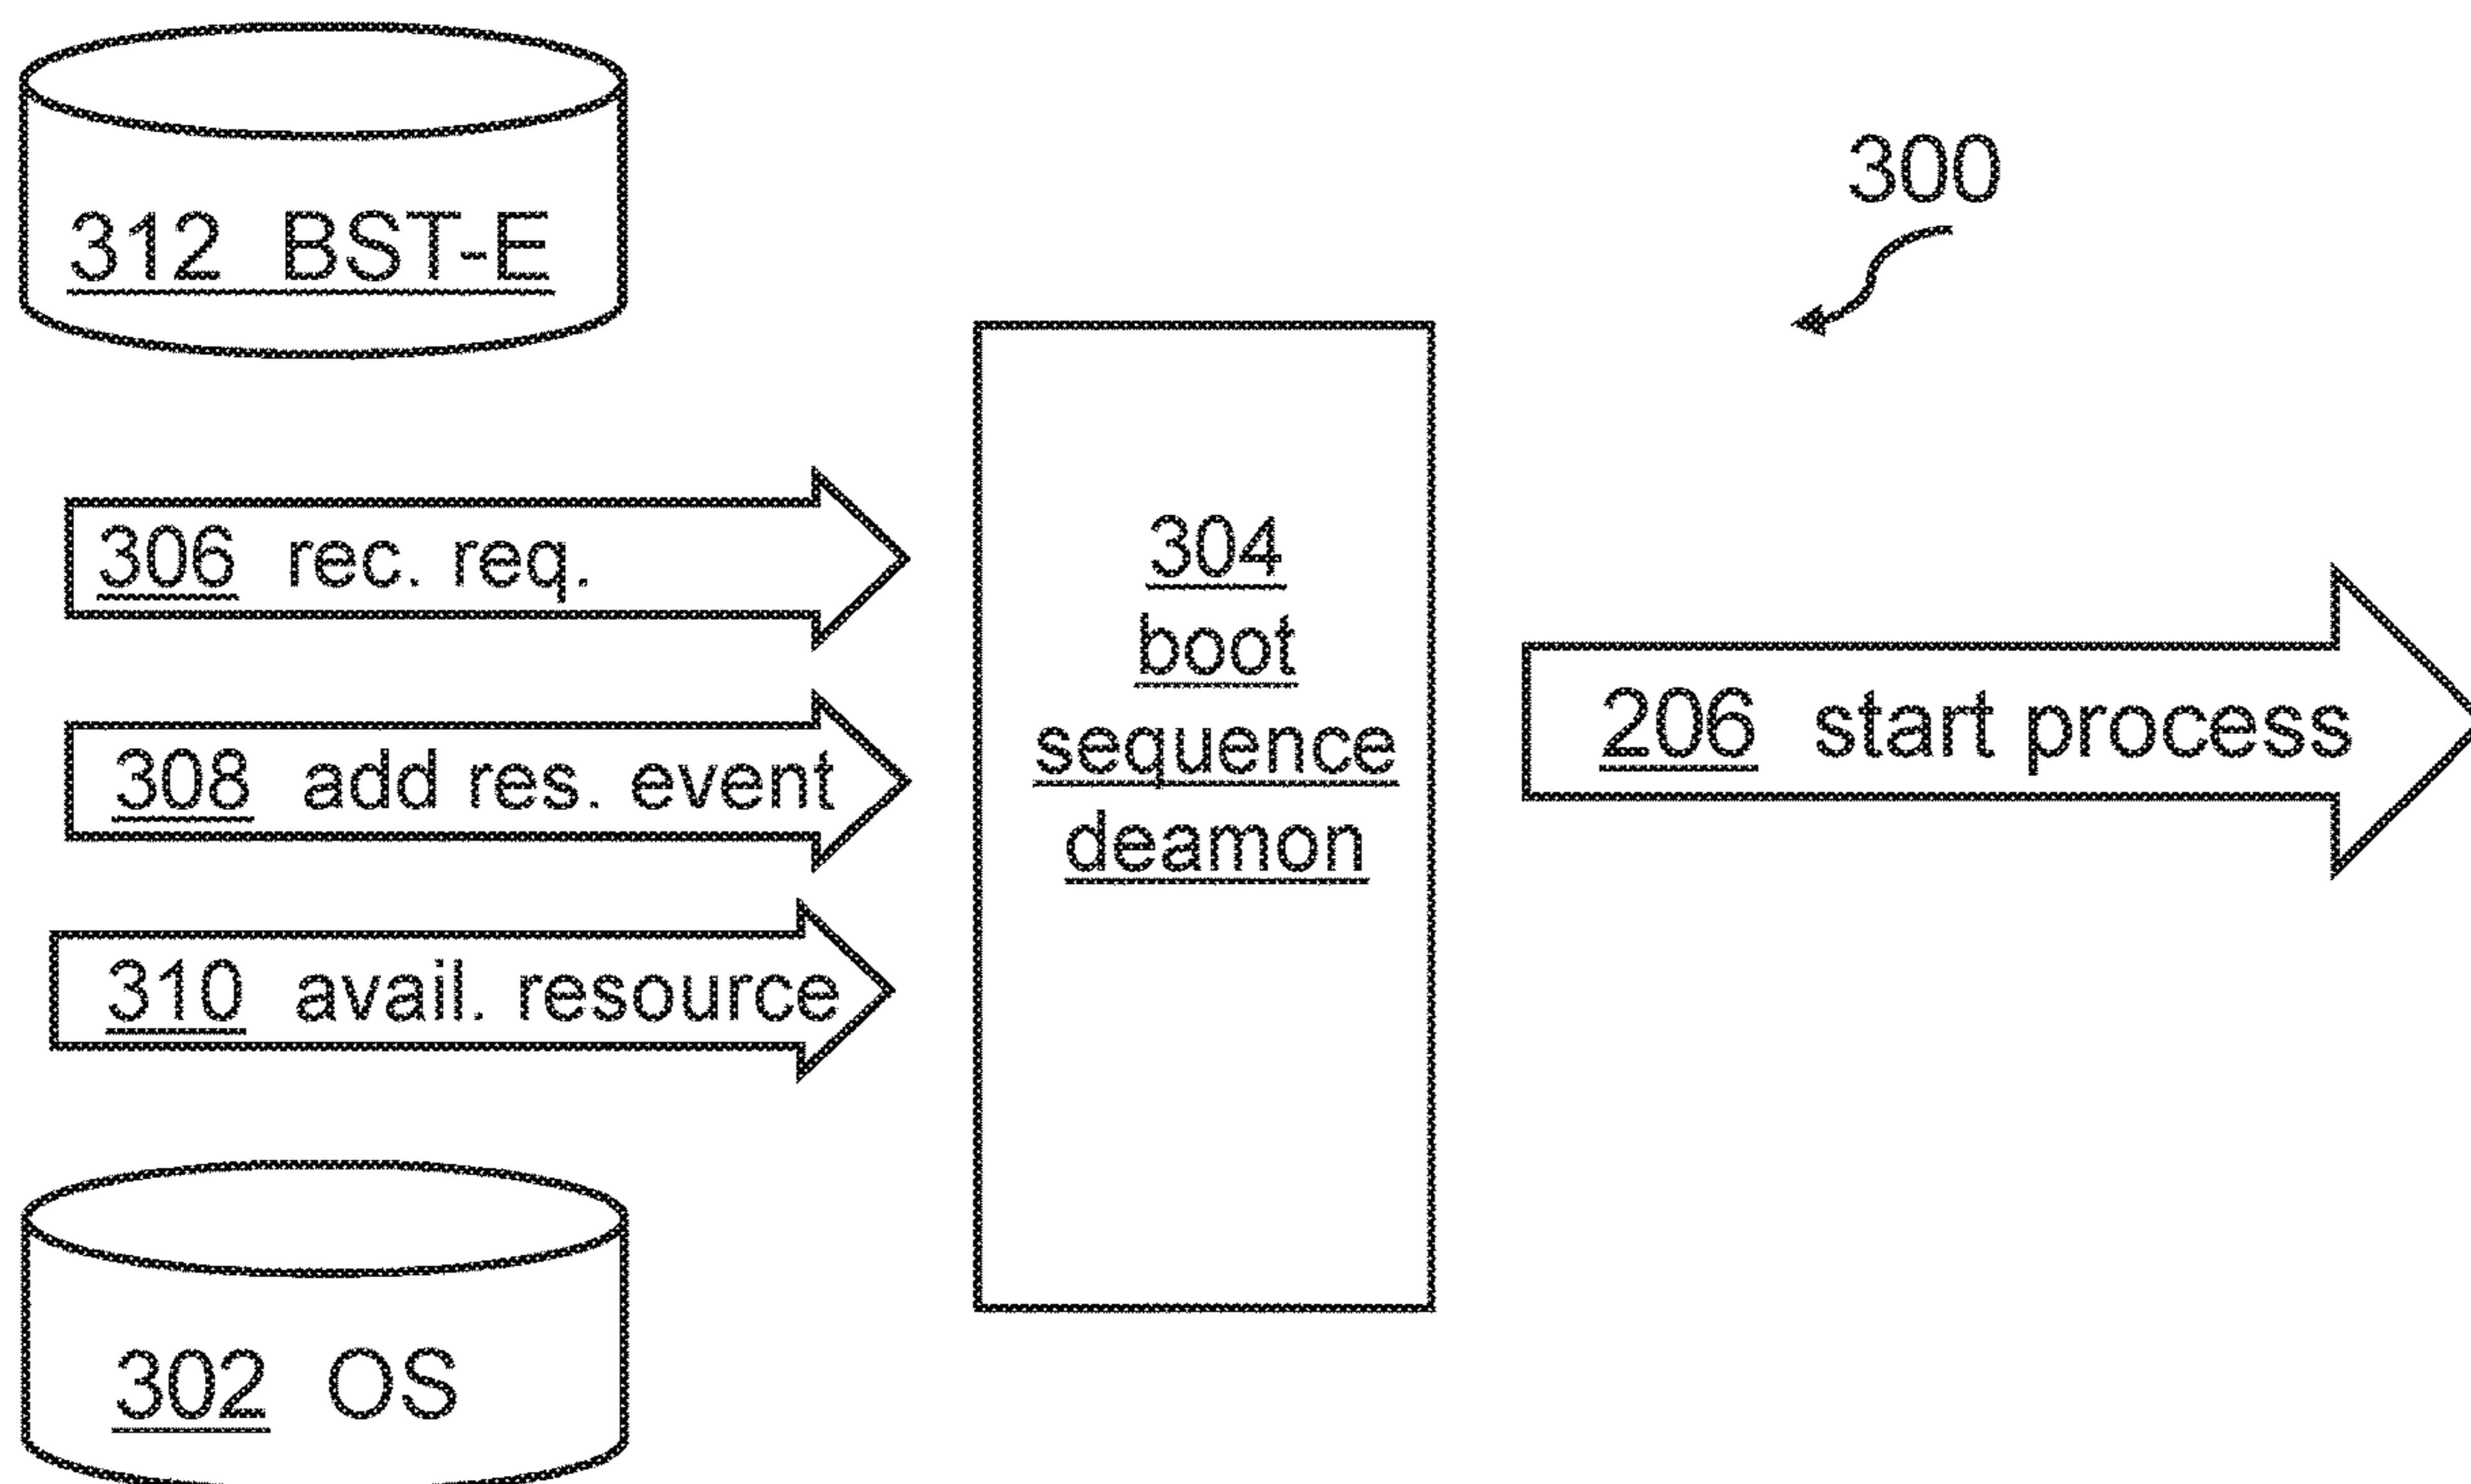 312 BST-E
300
306 rec. req.
304
boot
sequence
deamon
308 add res. event
206 start process
310 avail. resource
302 OS